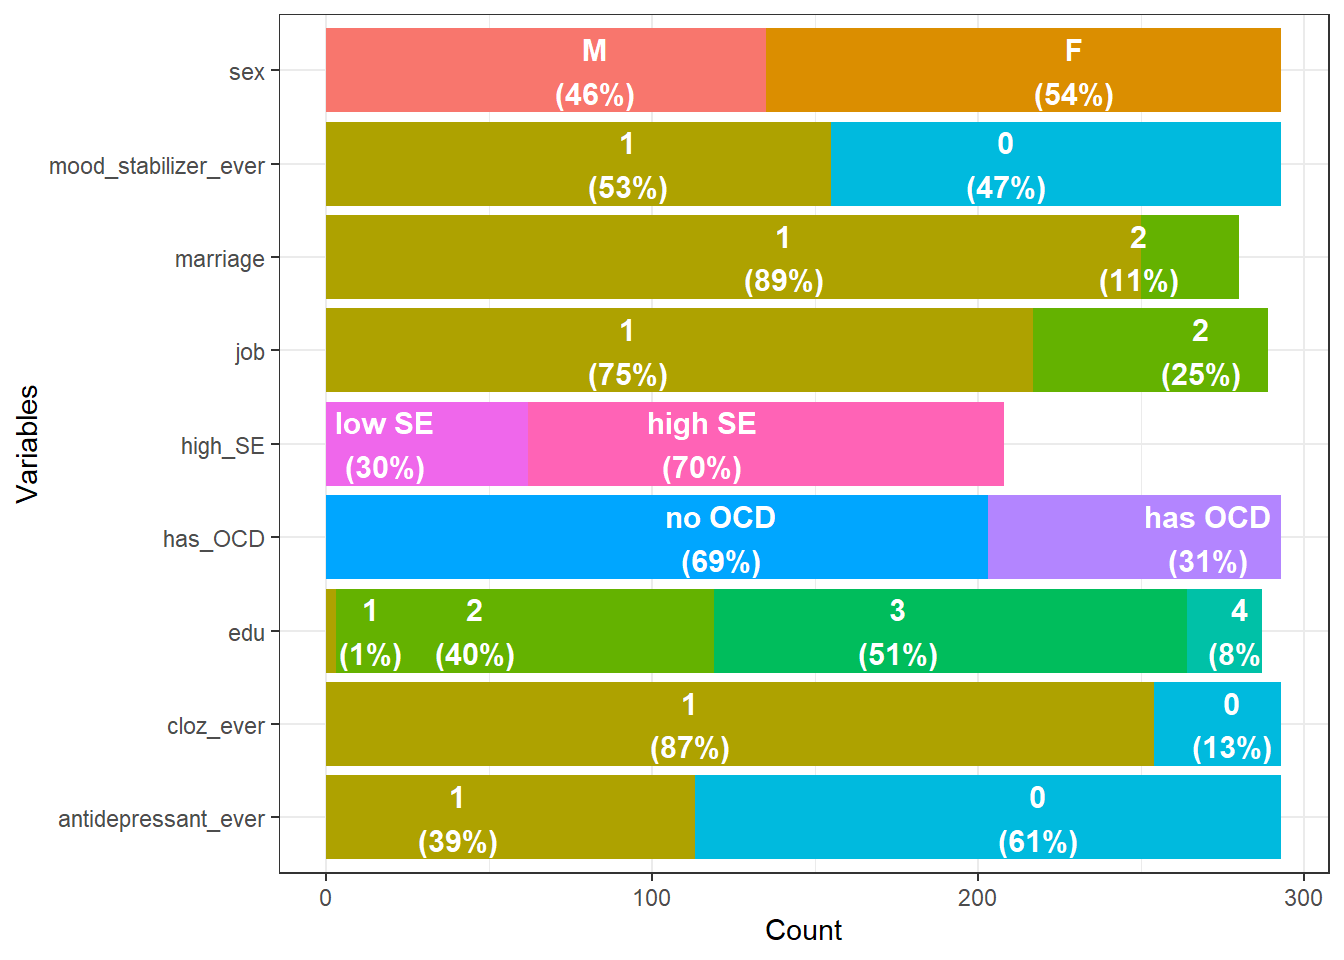 Variables
sex
M
(46%)
F
(54%)
mood_stabilizer_ever
1
(53%)
0
(47%)
marriage
1
(89%)
2
(11%)
job
1
(75%)
2
(25%)
high_SE
low SE
(30%)
high SE
(70%)
has_OCD
no OCD
(69%)
has OCD
(31%)
edu
1
(1%)
2
(40%)
3
(51%)
4
(8%
cloz_ever
1
(87%)
0
(13%)
antidepressant_ever
1
(39%)
0
(61%)
0 100 200 300
Count